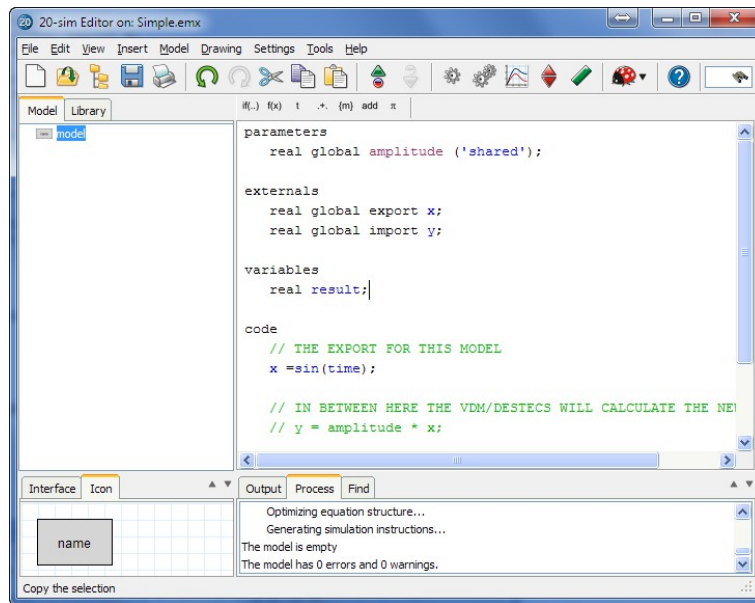 20-sim Editor on: Simple.emx
File Edit View Insert Model Drawing Settings Tools Help
Model Library
if(..) f(x) t .+. {m} add π
model
parameters
real global amplitude ('shared');
externals
real global export x;
real global import y;
variables
real result;
code
// THE EXPORT FOR THIS MODEL
x =sin(time);
// IN BETWEEN HERE THE VDM/DESTECS WILL CALCULATE THE
// y = amplitude * x;
Interface Icon
name
Output Process Find
Optimizing equation structure...
Generating simulation instructions...
The model is empty
The model has 0 errors and 0 warnings.
Copy the selection